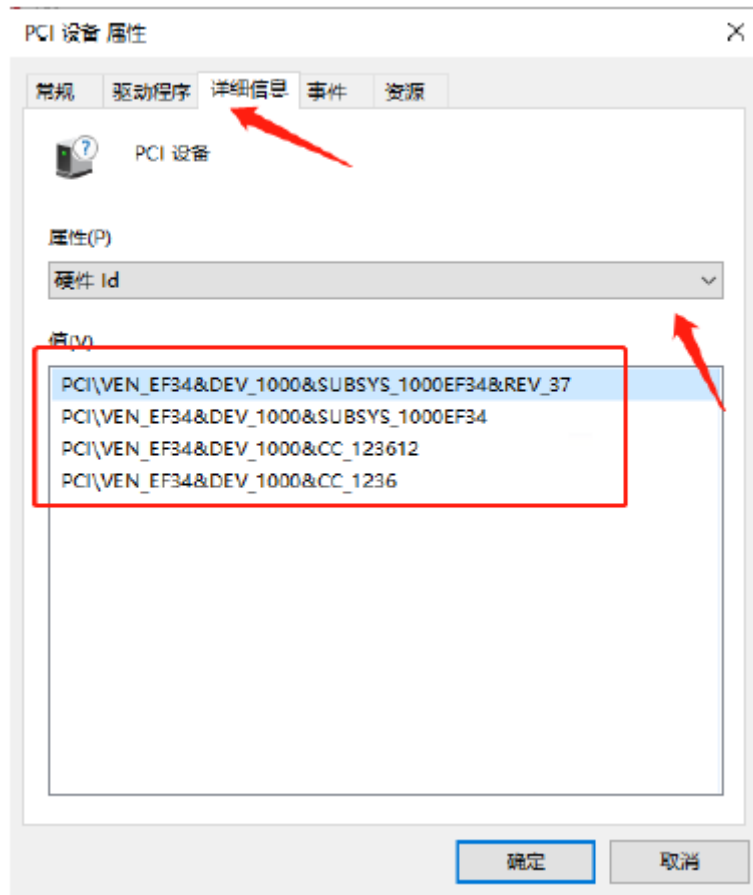 PCI 设备 属性
常规 驱动程序 详细信息 事件 资源
PCI 设备
属性(P)
硬件 Id
值(V)
PCI\VEN_EF34&DEV_1000&SUBSYS_1000EF34&REV_37
PCI\VEN_EF34&DEV_1000&SUBSYS_1000EF34
PCI\VEN_EF34&DEV_1000&CC_123612
PCI\VEN_EF34&DEV_1000&CC_1236
确定 取消